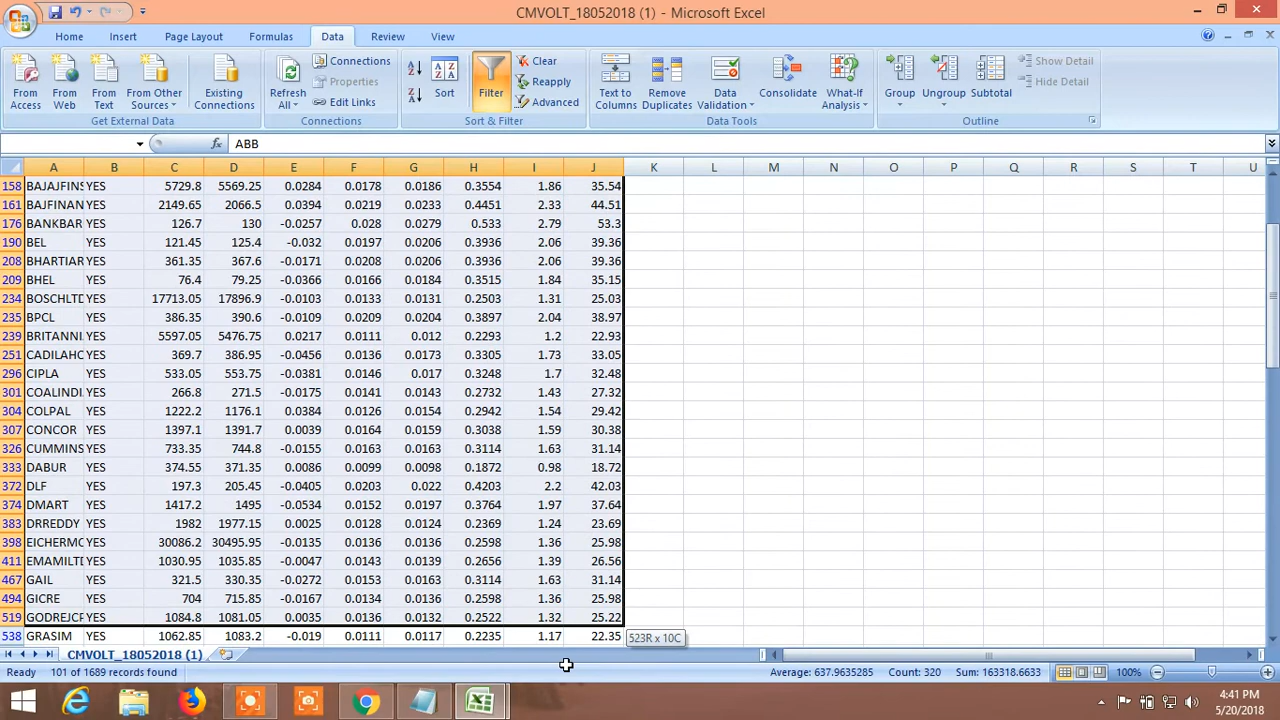 CMVOLT_18052018 (1) - Microsoft Excel
Home Insert Page Layout Formulas Data Review View
From Access
From Web
From Text
From Other Sources
Existing Connections
Get External Data
Refresh All
Connections
Properties
Edit Links
Connections
Sort
Filter
Clear
Reapply
Advanced
Sort & Filter
Text to Columns
Remove Duplicates
Data Validation
Consolidate
What-If Analysis
Data Tools
Group
Ungroup
Subtotal
Show Detail
Hide Detail
Outline
fx ABB
A B C D E F G H I J K L M N O P Q R S T U
158 BAJAJFINS YES 5729.8 5569.25 0.0284 0.0178 0.0186 0.3554 1.86 35.54
161 BAJFINAN YES 2149.65 2066.5 0.0394 0.0219 0.0233 0.4451 2.33 44.51
176 BANKBAR YES 126.7 130 -0.0257 0.028 0.0279 0.533 2.79 53.3
190 BEL YES 121.45 125.4 -0.032 0.0197 0.0206 0.3936 2.06 39.36
208 BHARTIAR YES 361.35 367.6 -0.0171 0.0208 0.0206 0.3936 2.06 39.36
209 BHEL YES 76.4 79.25 -0.0366 0.0166 0.0184 0.3515 1.84 35.15
234 BOSCHLTD YES 17713.05 17896.9 -0.0103 0.0133 0.0131 0.2503 1.31 25.03
235 BPCL YES 386.35 390.6 -0.0109 0.0209 0.0204 0.3897 2.04 38.97
239 BRITANNI YES 5597.05 5476.75 0.0217 0.0111 0.012 0.2293 1.2 22.93
251 CADILAHC YES 369.7 386.95 -0.0456 0.0136 0.0173 0.3305 1.73 33.05
296 CIPLA YES 533.05 553.75 -0.0381 0.0146 0.017 0.3248 1.7 32.48
301 COALINDI YES 266.8 271.5 -0.0175 0.0141 0.0143 0.2732 1.43 27.32
304 COLPAL YES 1222.2 1176.1 0.0384 0.0126 0.0154 0.2942 1.54 29.42
307 CONCOR YES 1397.1 1391.7 0.0039 0.0164 0.0159 0.3038 1.59 30.38
326 CUMMINS YES 733.35 744.8 -0.0155 0.0163 0.0163 0.3114 1.63 31.14
333 DABUR YES 374.55 371.35 0.0086 0.0099 0.0098 0.1872 0.98 18.72
372 DLF YES 197.3 205.45 -0.0405 0.0203 0.022 0.4203 2.2 42.03
374 DMART YES 1417.2 1495 -0.0534 0.0152 0.0197 0.3764 1.97 37.64
383 DRREDDY YES 1982 1977.15 0.0025 0.0128 0.0124 0.2369 1.24 23.69
398 EICHERMO YES 30086.2 30495.95 -0.0135 0.0136 0.0136 0.2598 1.36 25.98
411 EMAMILTD YES 1030.95 1035.85 -0.0047 0.0143 0.0139 0.2656 1.39 26.56
467 GAIL YES 321.5 330.35 -0.0272 0.0153 0.0163 0.3114 1.63 31.14
494 GICRE YES 704 715.85 -0.0167 0.0134 0.0136 0.2598 1.36 25.98
519 GODREJCP YES 1084.8 1081.05 0.0035 0.0136 0.0132 0.2522 1.32 25.22
538 GRASIM YES 1062.85 1083.2 -0.019 0.0111 0.0117 0.2235 1.17 22.35
523R x 10C
CMVOLT_18052018 (1)
Ready 101 of 1689 records found Average: 637.9635285 Count: 320 Sum: 163318.6633 100%
4:41 PM
5/20/2018